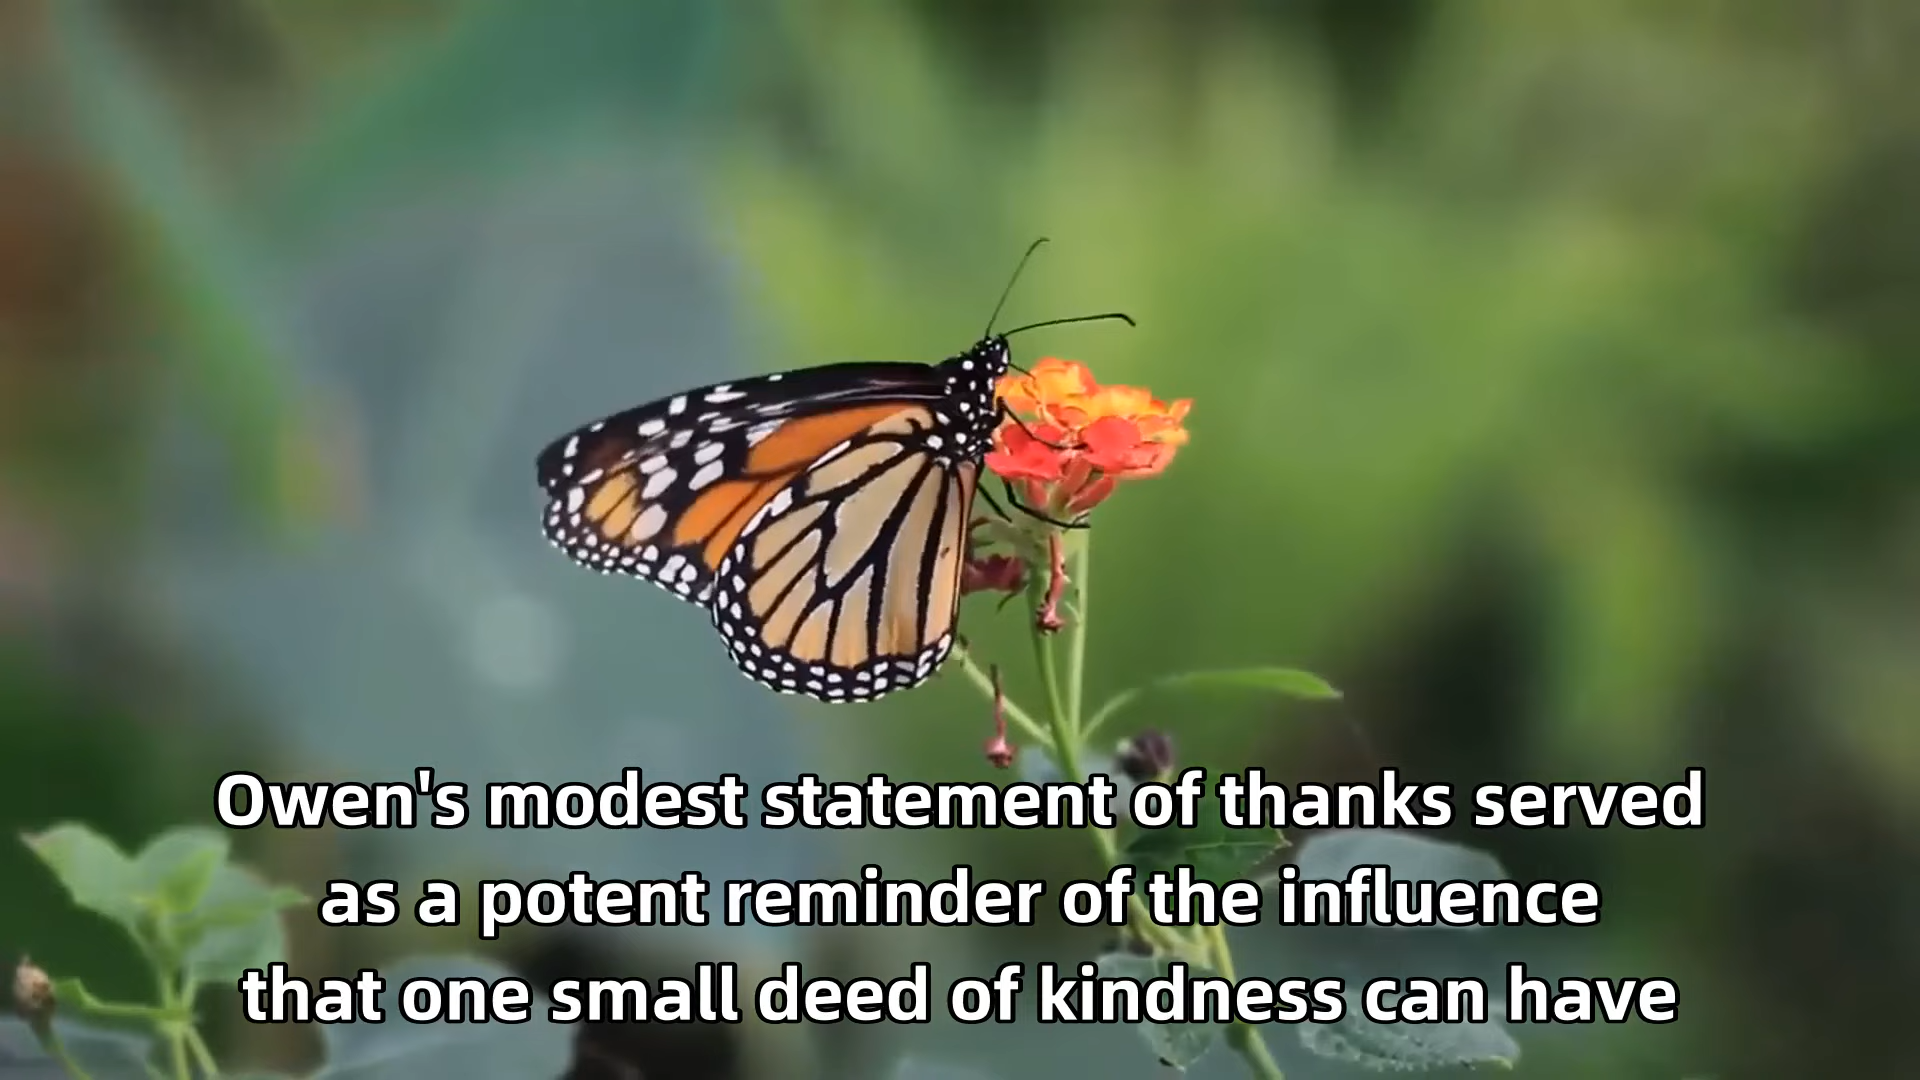 Owen's modest statement of thanks served
as a potent reminder of the influence
that one small deed of kindness can have